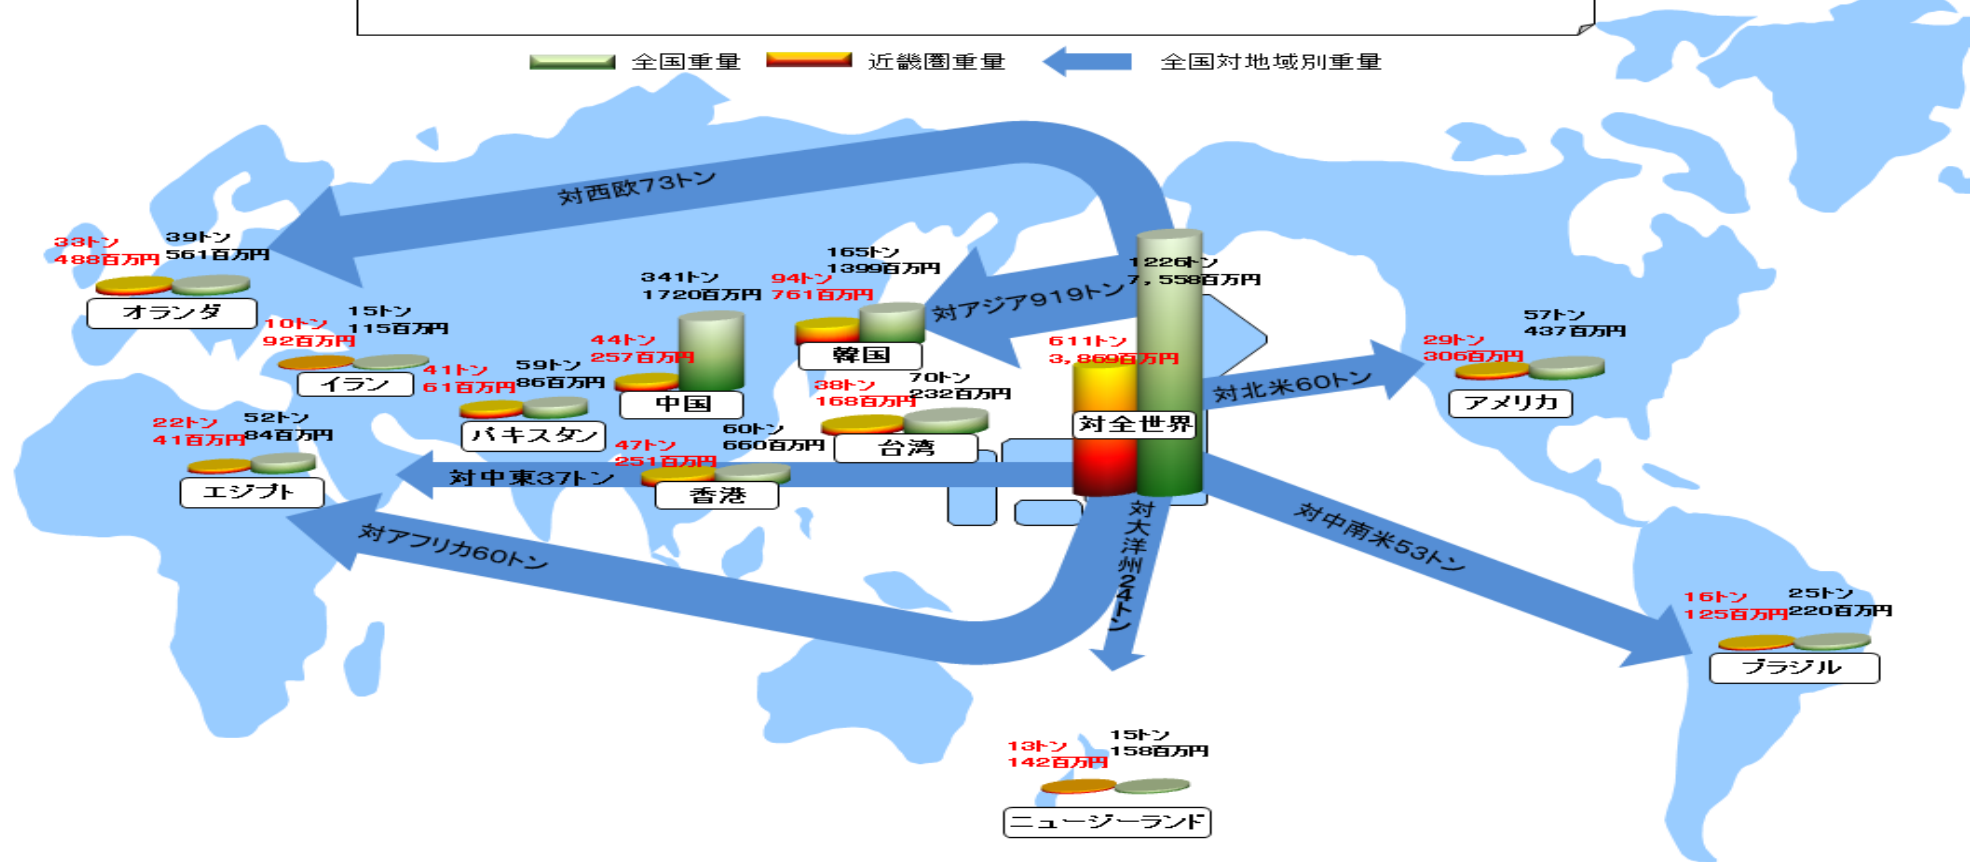 全国重量
近畿圏重量
全国対地域別重量
対西欧73トン
33トン
488百万円
39トン
561百万円
オランダ
10トン
92百万円
15トン
115百万円
イラン
341トン
1720百万円
44トン
257百万円
中国
165トン
1399百万円
94トン
761百万円
韓国
対アジア919トン
1226トン
7,558百万円
611トン
3,869百万円
対全世界
57トン
437百万円
29トン
306百万円
アメリカ
対北米60トン
41トン
61百万円
59トン
86百万円
パキスタン
38トン
168百万円
70トン
232百万円
台湾
22トン
41百万円
52トン
84百万円
エジプト
60トン
660百万円
47トン
251百万円
香港
対中東37トン
対アフリカ60トン
対大洋州24トン
対中南米53トン
16トン
125百万円
25トン
220百万円
ブラジル
13トン
142百万円
15トン
158百万円
ニュージーランド